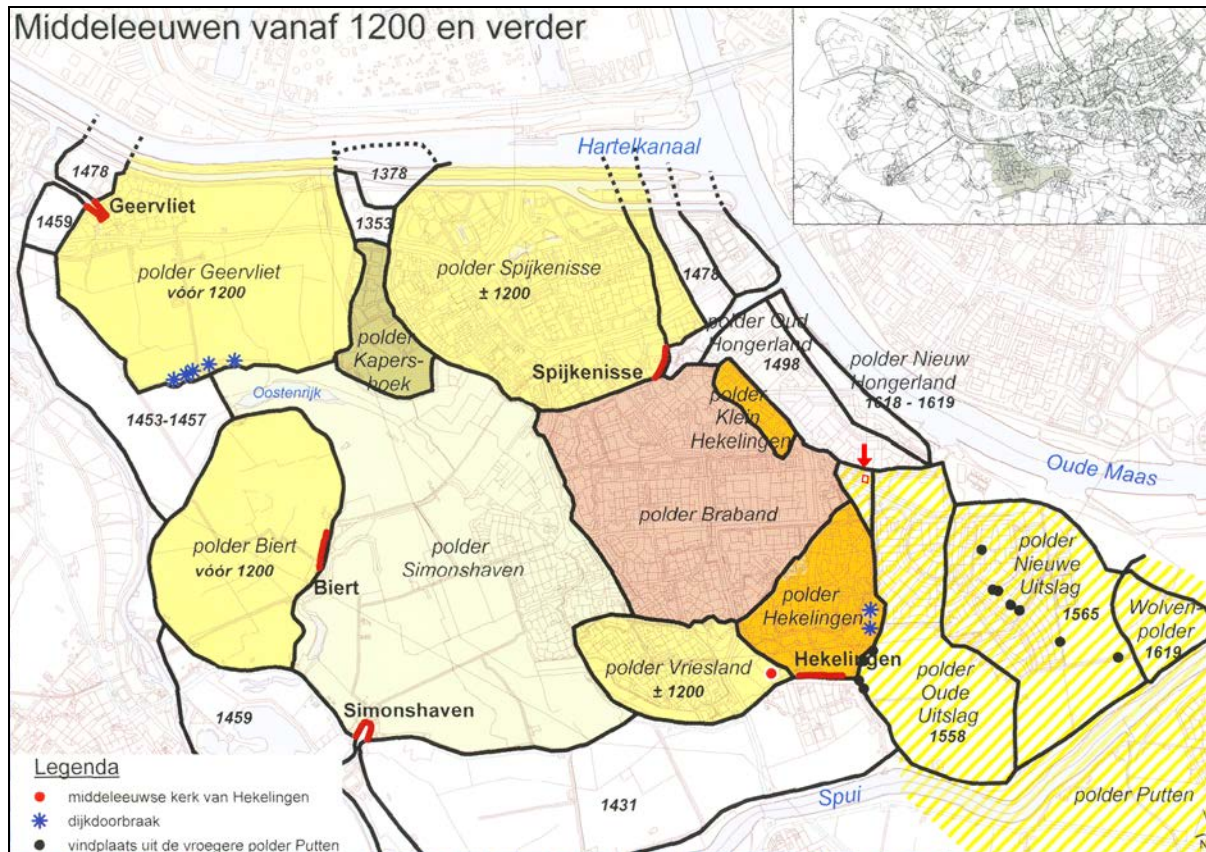 Middeleeuwen vanaf 1200 en verder
Hartelkanaal
1478
1378
1459
Geervliet
1353
polder Geervliet
vóór 1200
polder Spijkenisse
± 1200
1478
polder Oud
Hongerland
1498
polder Nieuw
Hongerland
1618 - 1619
polder
Kapers-
hoek
Spijkenisse
polder
Klein
Hekelingen
Oostenrijk
1453-1457
Oude Maas
polder Braband
polder Biert
vóór 1200
polder
Simonshaven
Biert
polder
Nieuwe
Uitslag
1565
polder
Hekelingen
Wolven-
polder
1619
polder Vriesland
± 1200
Hekelingen
polder
Oude
Uitslag
1558
1459
Simonshaven
1431
Spui
polder Putten
N
Legenda
middeleeuwse kerk van Hekelingen
dijkdoorbraak
vindplaats uit de vroegere polder Putten